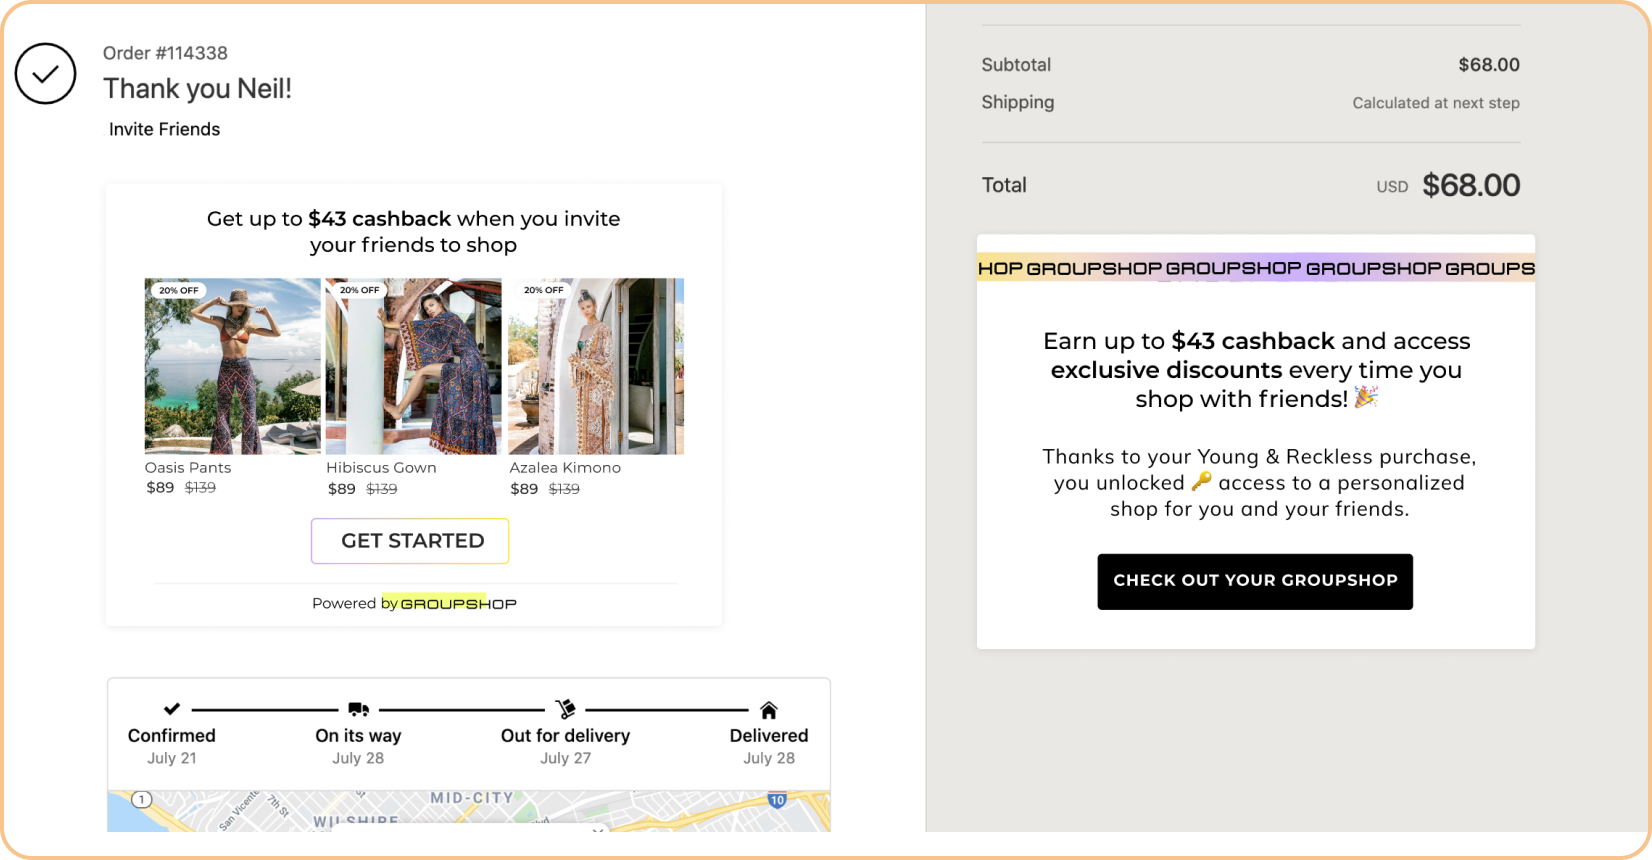 Order #114338
Thank you Neil!
Invite Friends
Get up to $43 cashback when you invite
your friends to shop
20% OFF
20% OFF
20% OFF
Oasis Pants
$89 $139
Hibiscus Gown
$89 $139
Azalea Kimono
$89 $139
GET STARTED
Powered by GROUPSHOP
Confirmed
July 21
On its way
July 28
Out for delivery
July 27
Delivered
July 28
1
San Vicente
7th St
MID-CITY
WILSHIRE
10
Subtotal $68.00
Shipping Calculated at next step
Total USD $68.00
HOP GROUPSHOP GROUPSHOP GROUPSHOP GROUPS
Earn up to $43 cashback and access
exclusive discounts every time you
shop with friends! 🎉
Thanks to your Young & Reckless purchase,
you unlocked 🔑 access to a personalized
shop for you and your friends.
CHECK OUT YOUR GROUPSHOP